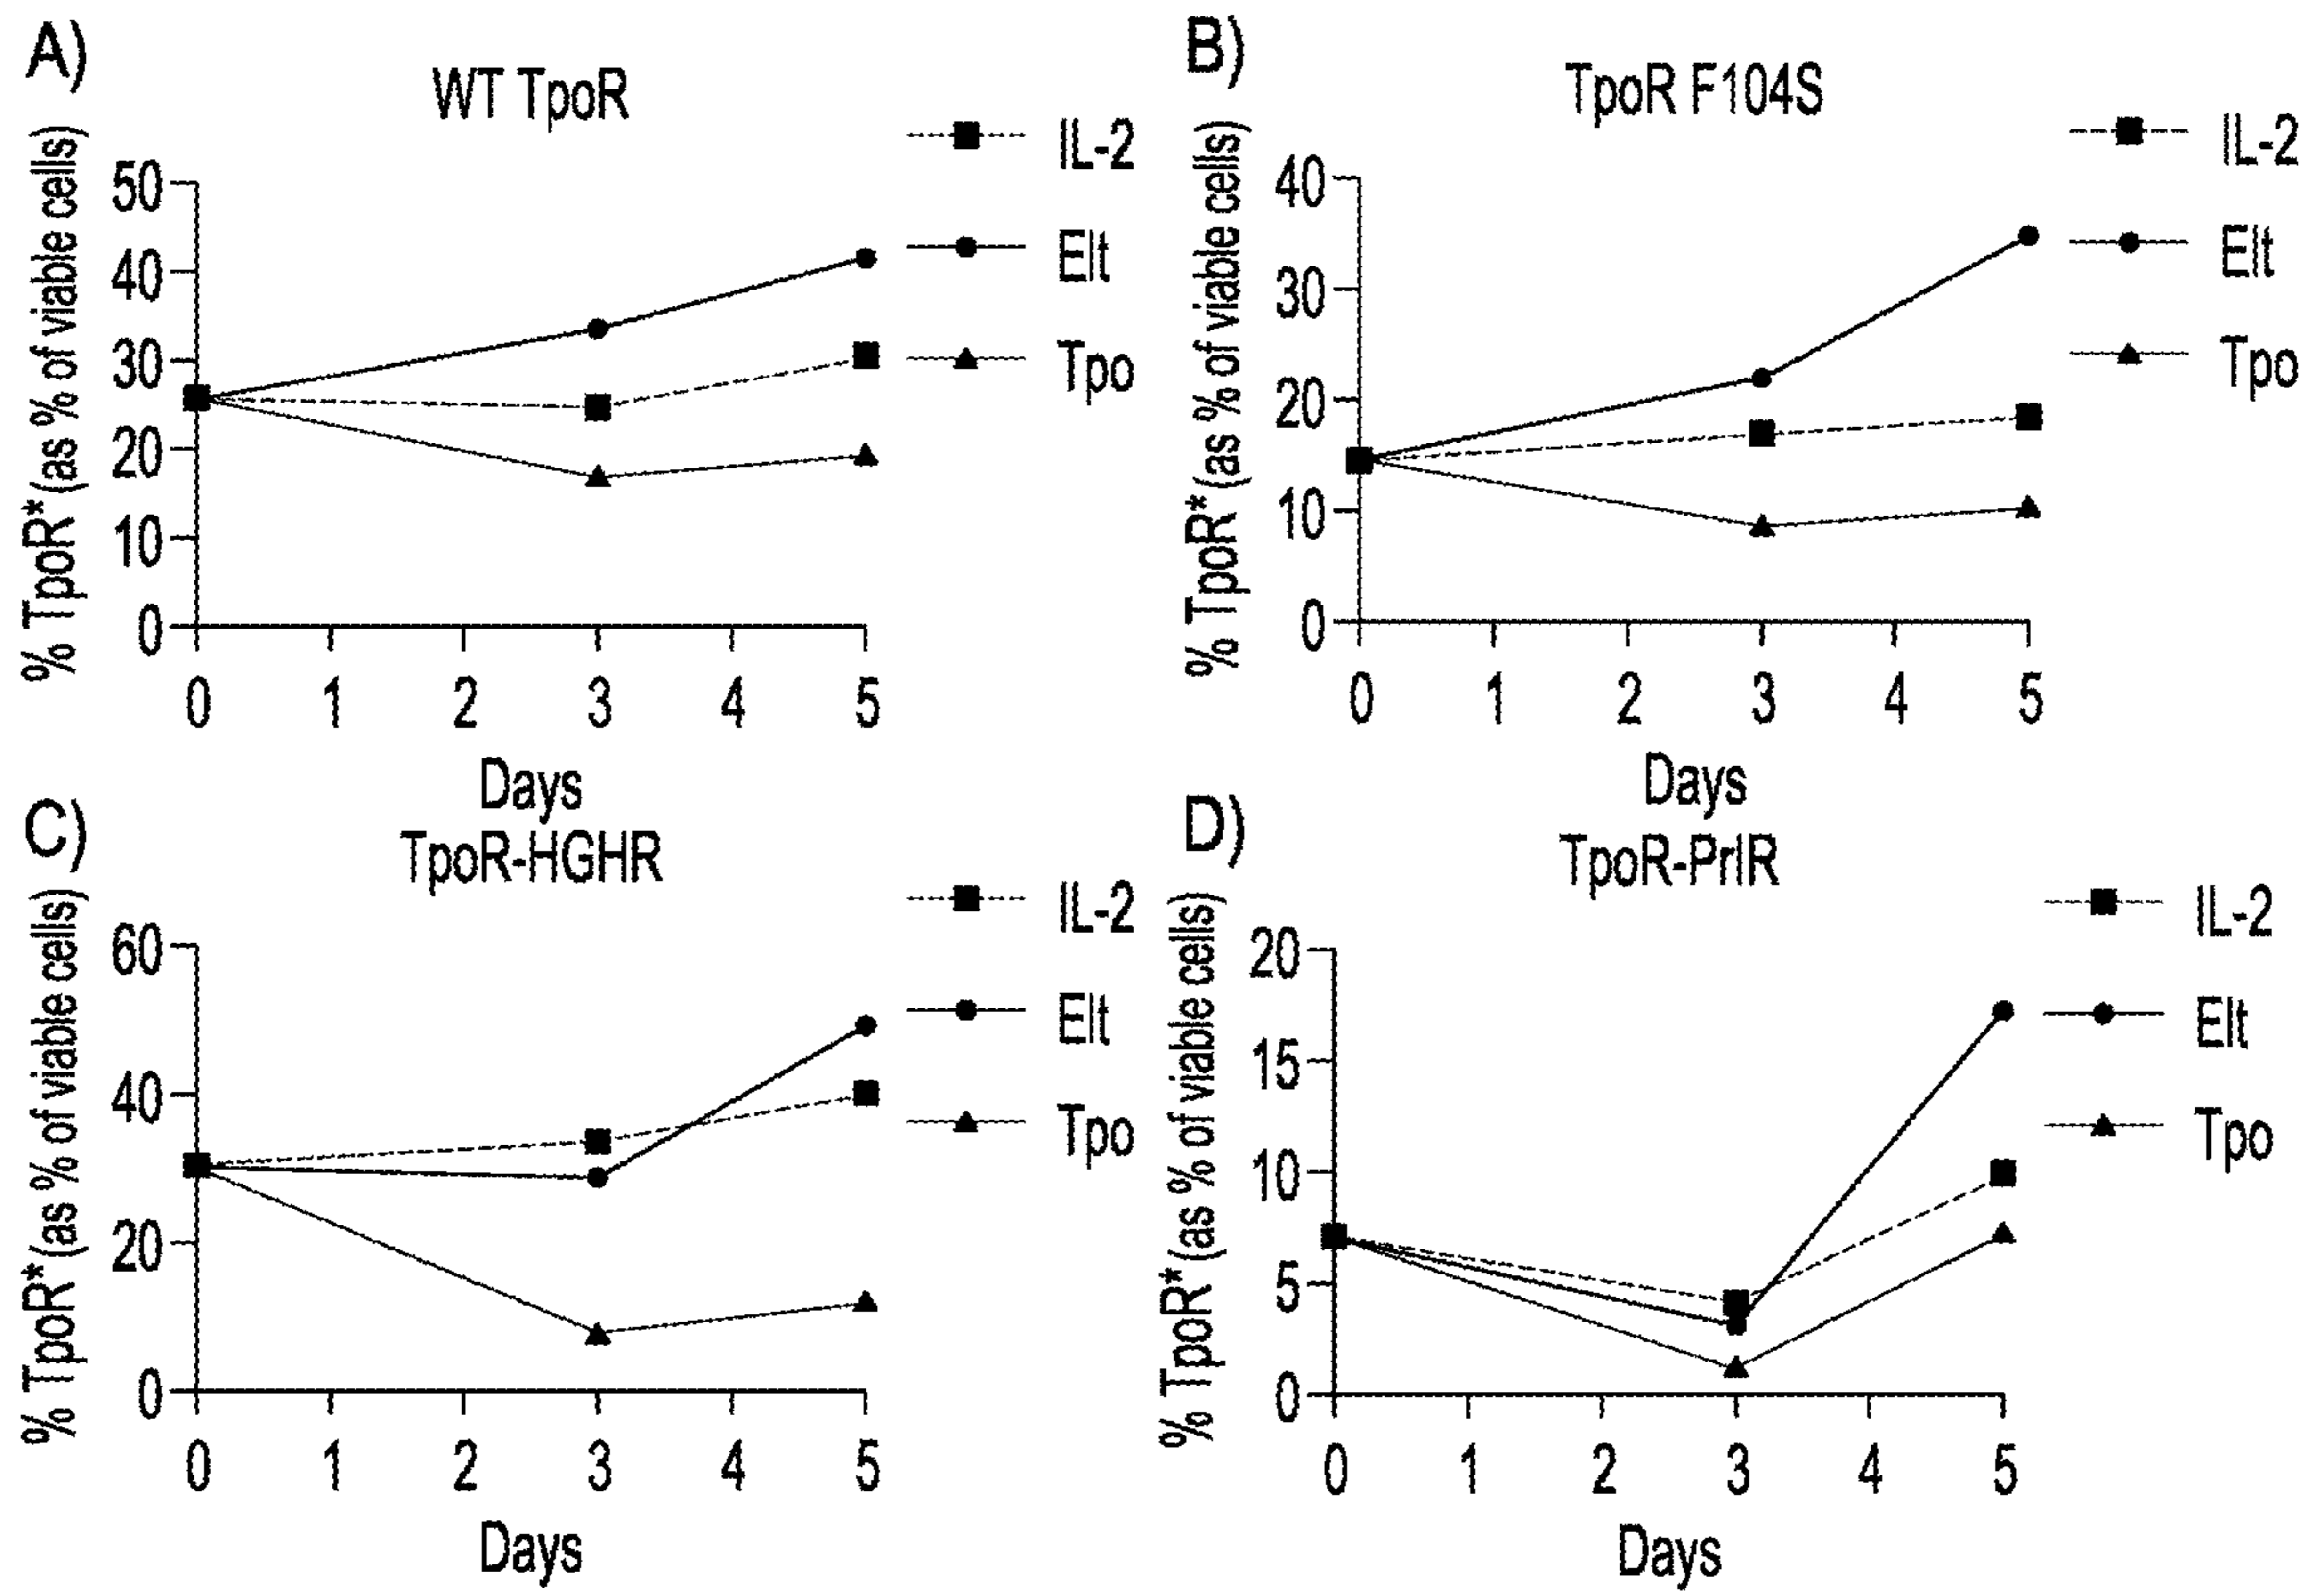 A)
WT TpoR
% TpoR* (as % of viable cells)
50
40
30
20
10
0
0 1 2 3 4 5
Days
IL-2
Elt
Tpo
B)
TpoR F104S
% TpoR* (as % of viable cells)
40
30
20
10
0
0 1 2 3 4 5
Days
IL-2
Elt
Tpo
C)
TpoR-HGHR
% TpoR* (as % of viable cells)
60
40
20
0
0 1 2 3 4 5
Days
IL-2
Elt
Tpo
D)
TpoR-PrlR
% TpoR* (as % of viable cells)
20
15
10
5
0
0 1 2 3 4 5
Days
IL-2
Elt
Tpo